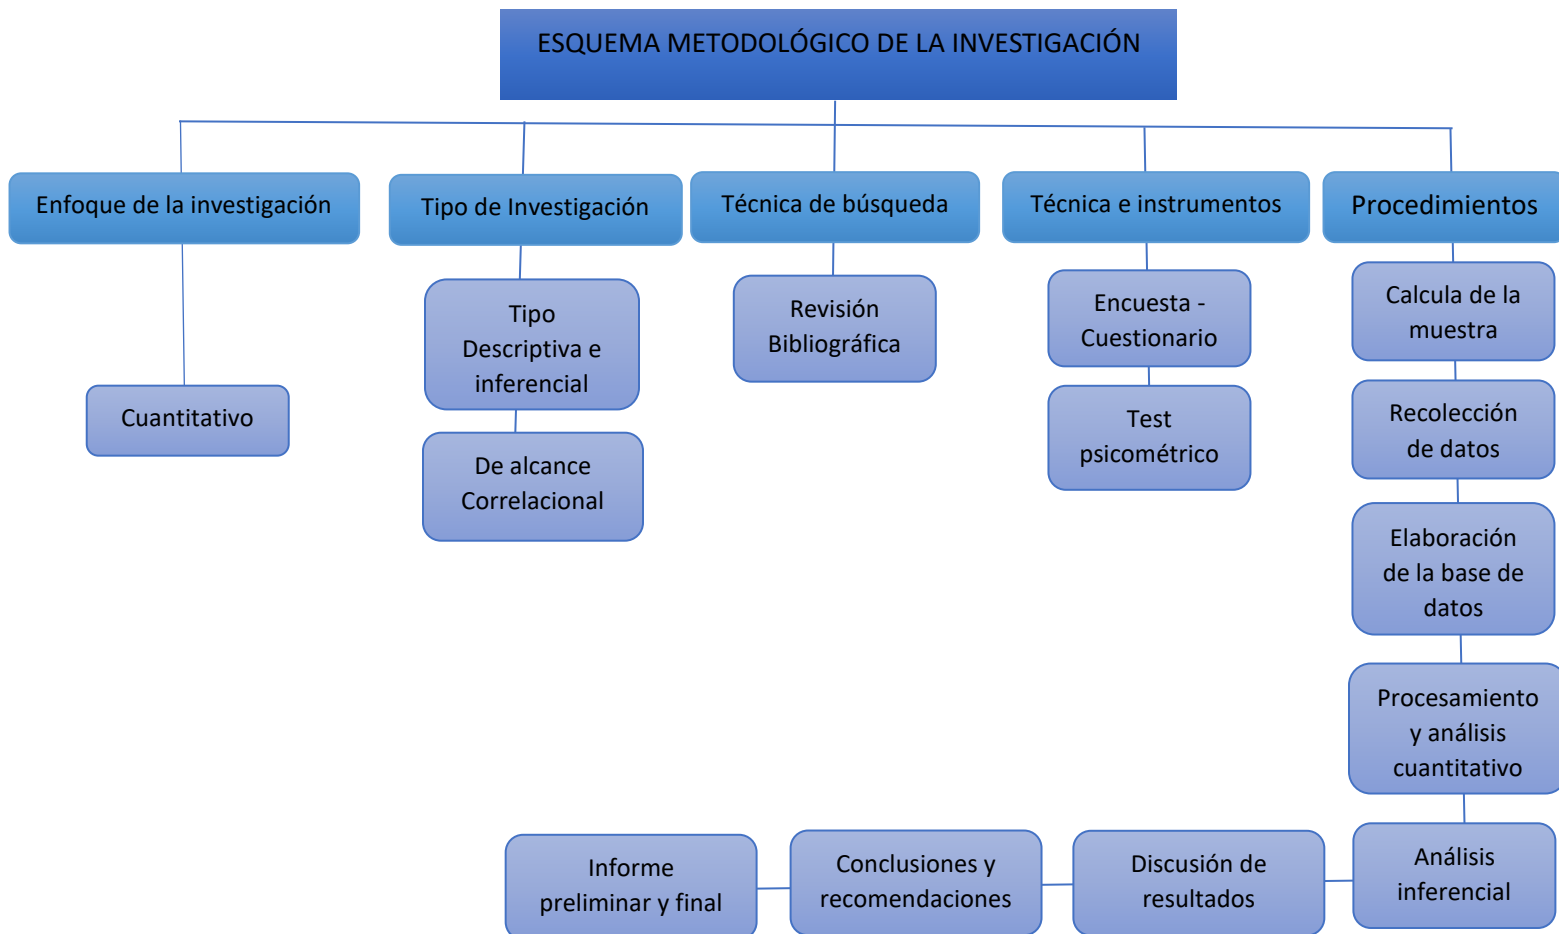 ESQUEMA METODOLÓGICO DE LA INVESTIGACIÓN
Enfoque de la investigación
Tipo de Investigación
Técnica de búsqueda
Técnica e instrumentos
Procedimientos
Cuantitativo
Tipo
Descriptiva e
inferencial
De alcance
Correlacional
Revisión
Bibliográfica
Encuesta -
Cuestionario
Test
psicométrico
Calcula de la
muestra
Recolección
de datos
Elaboración
de la base de
datos
Procesamiento
y análisis
cuantitativo
Análisis
inferencial
Discusión de
resultados
Conclusiones y
recomendaciones
Informe
preliminar y final